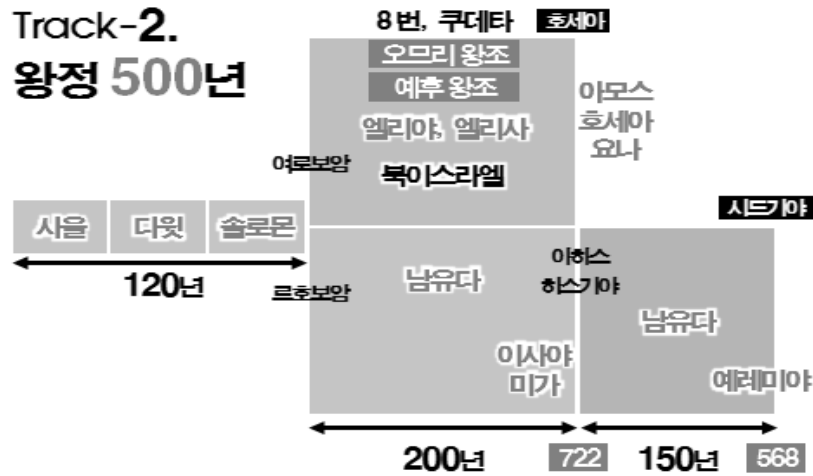 Track-2.
왕정 500년
8번, 쿠데타 호세아
오므리 왕조
예후 왕조
엘리야, 엘리사
여로보암
북이스라엘
아모스
호세아
요나
시드기야
사울 다윗 솔로몬
120년
르호보암
남유다
아하스
히스기야
이사야
미가
남유다
예레미야
200년 722 150년 568